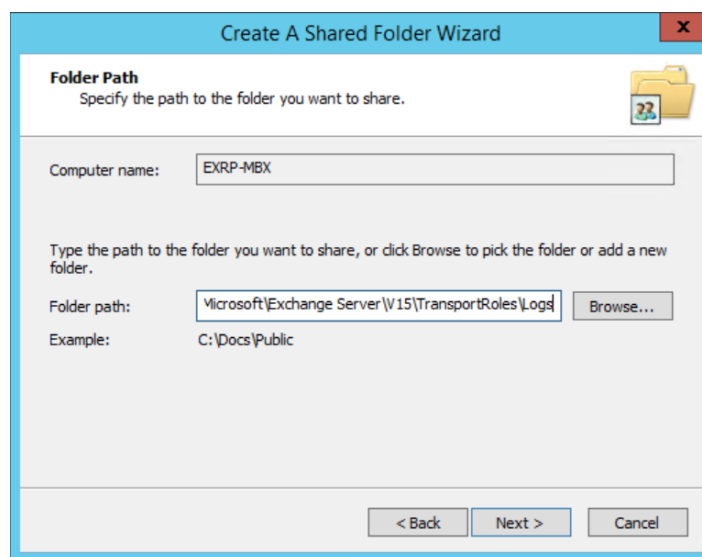 Create A Shared Folder Wizard
x
Folder Path
Specify the path to the folder you want to share.
Computer name:
EXRP-MBX
Type the path to the folder you want to share, or click Browse to pick the folder or add a new
folder.
Folder path:
Microsoft\Exchange Server\V15\TransportRoles\Logs
Browse...
Example:
C:\Docs\Public
< Back
Next >
Cancel